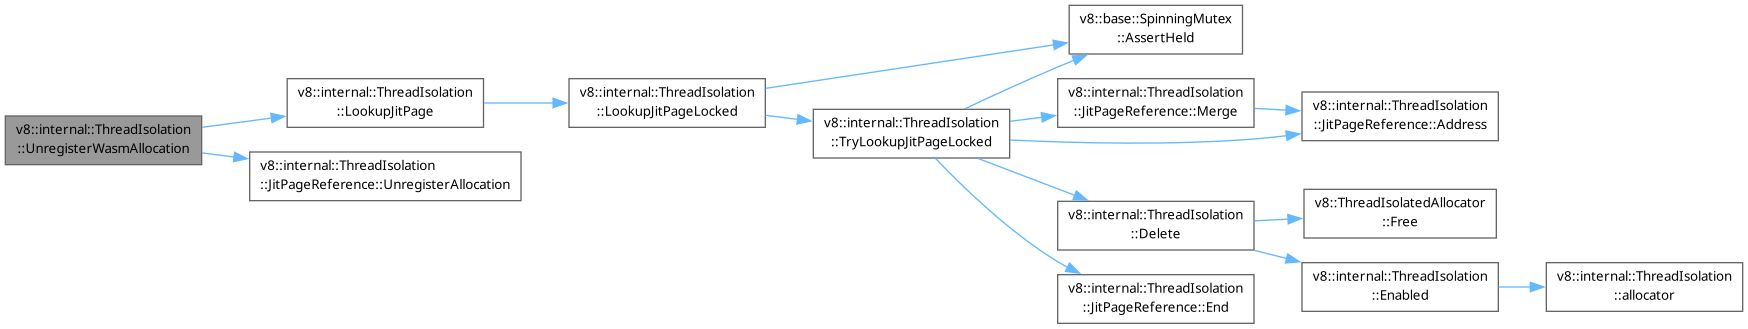 v8::internal::ThreadIsolation
::UnregisterWasmAllocation
v8::internal::ThreadIsolation
::LookupJitPage
v8::internal::ThreadIsolation
::JitPageReference::UnregisterAllocation
v8::internal::ThreadIsolation
::LookupJitPageLocked
v8::internal::ThreadIsolation
::TryLookupJitPageLocked
v8::base::SpinningMutex
::AssertHeld
v8::internal::ThreadIsolation
::JitPageReference::Merge
v8::internal::ThreadIsolation
::Delete
v8::internal::ThreadIsolation
::JitPageReference::End
v8::internal::ThreadIsolation
::JitPageReference::Address
v8::ThreadIsolatedAllocator
::Free
v8::internal::ThreadIsolation
::Enabled
v8::internal::ThreadIsolation
::allocator